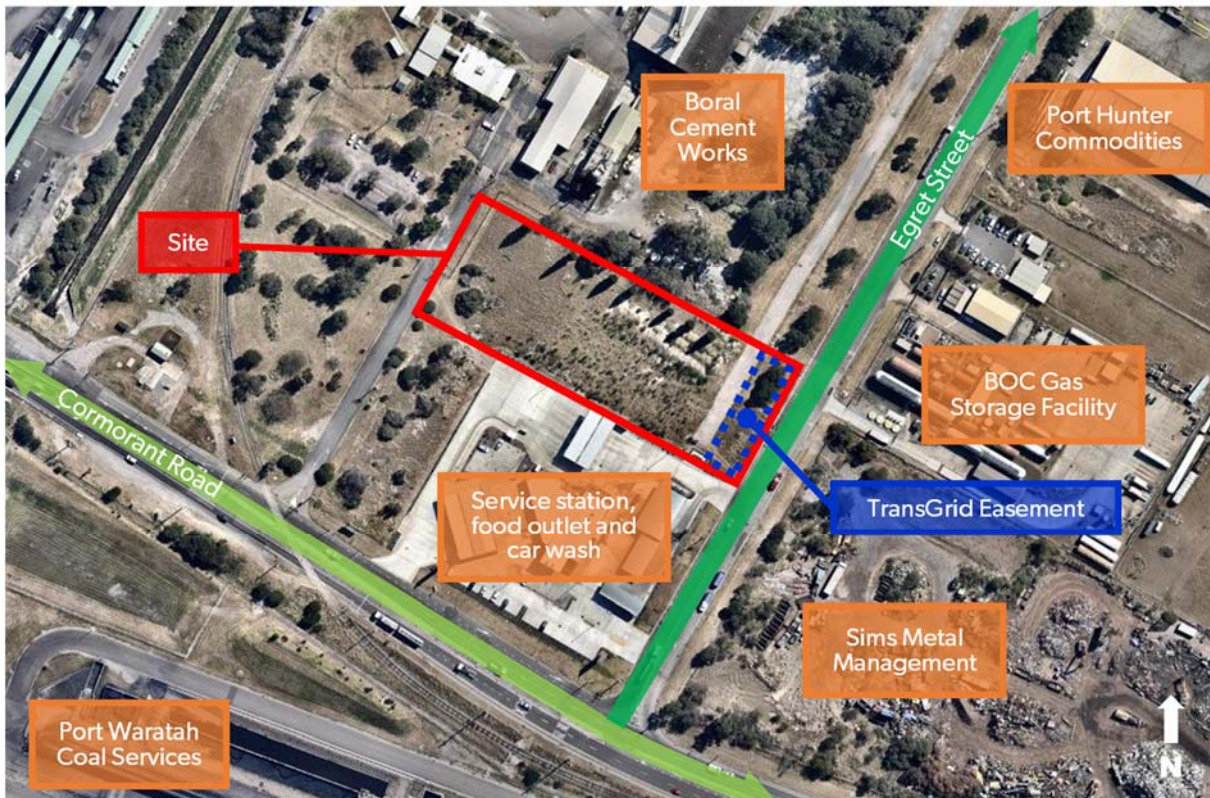 Boral
Cement
Works
Port Hunter
Commodities
Egret Street
Site
BOC Gas
Storage Facility
Cormorant Road
Service station,
food outlet and
car wash
TransGrid Easement
Sims Metal
Management
Port Waratah
Coal Services
N